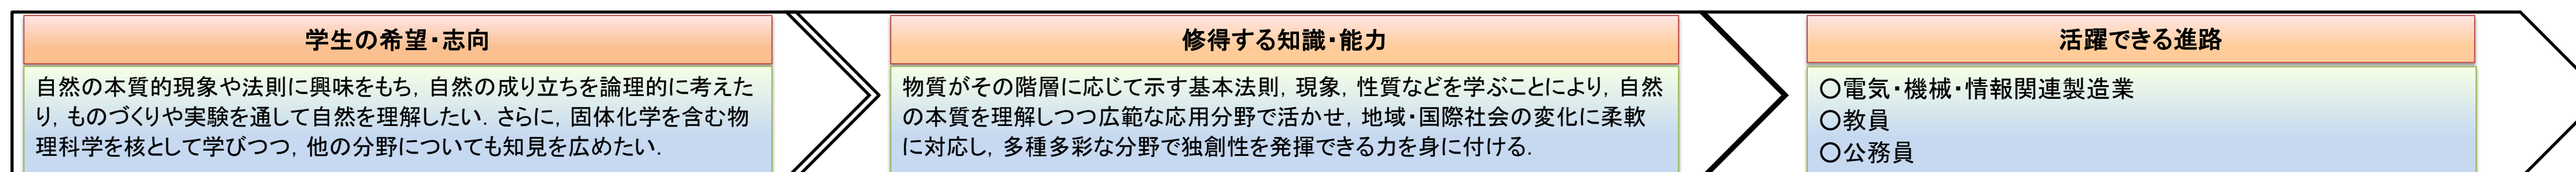 学生の希望・志向
自然の本質的現象や法則に興味をもち，自然の成り立ちを論理的に考えた
り，ものづくりや実験を通して自然を理解したい．さらに，固体化学を含む物
理科学を核として学びつつ，他の分野についても知見を広めたい．
修得する知識・能力
物質がその階層に応じて示す基本法則，現象，性質などを学ぶことにより，自然
の本質を理解しつつ広範な応用分野で活かせ，地域・国際社会の変化に柔軟
に対応し，多種多彩な分野で独創性を発揮できる力を身に付ける．
活躍できる進路
○電気・機械・情報関連製造業
○教員
○公務員